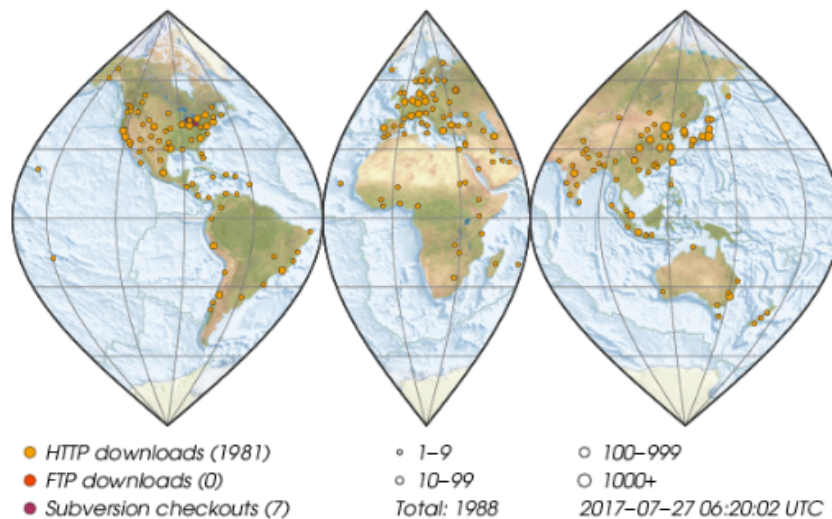 HTTP downloads (1981)
FTP downloads (0)
Subversion checkouts (7)
1–9
10–99
Total: 1988
100–999
1000+
2017–07–27 06:20:02 UTC